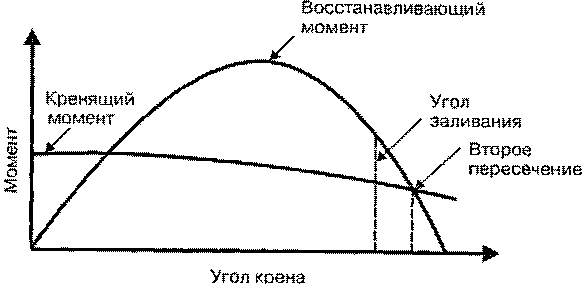 Восстанавливающий
момент
Кренящий
момент
Угол
заливания
Второе
пересечение
Момент
Угол крена